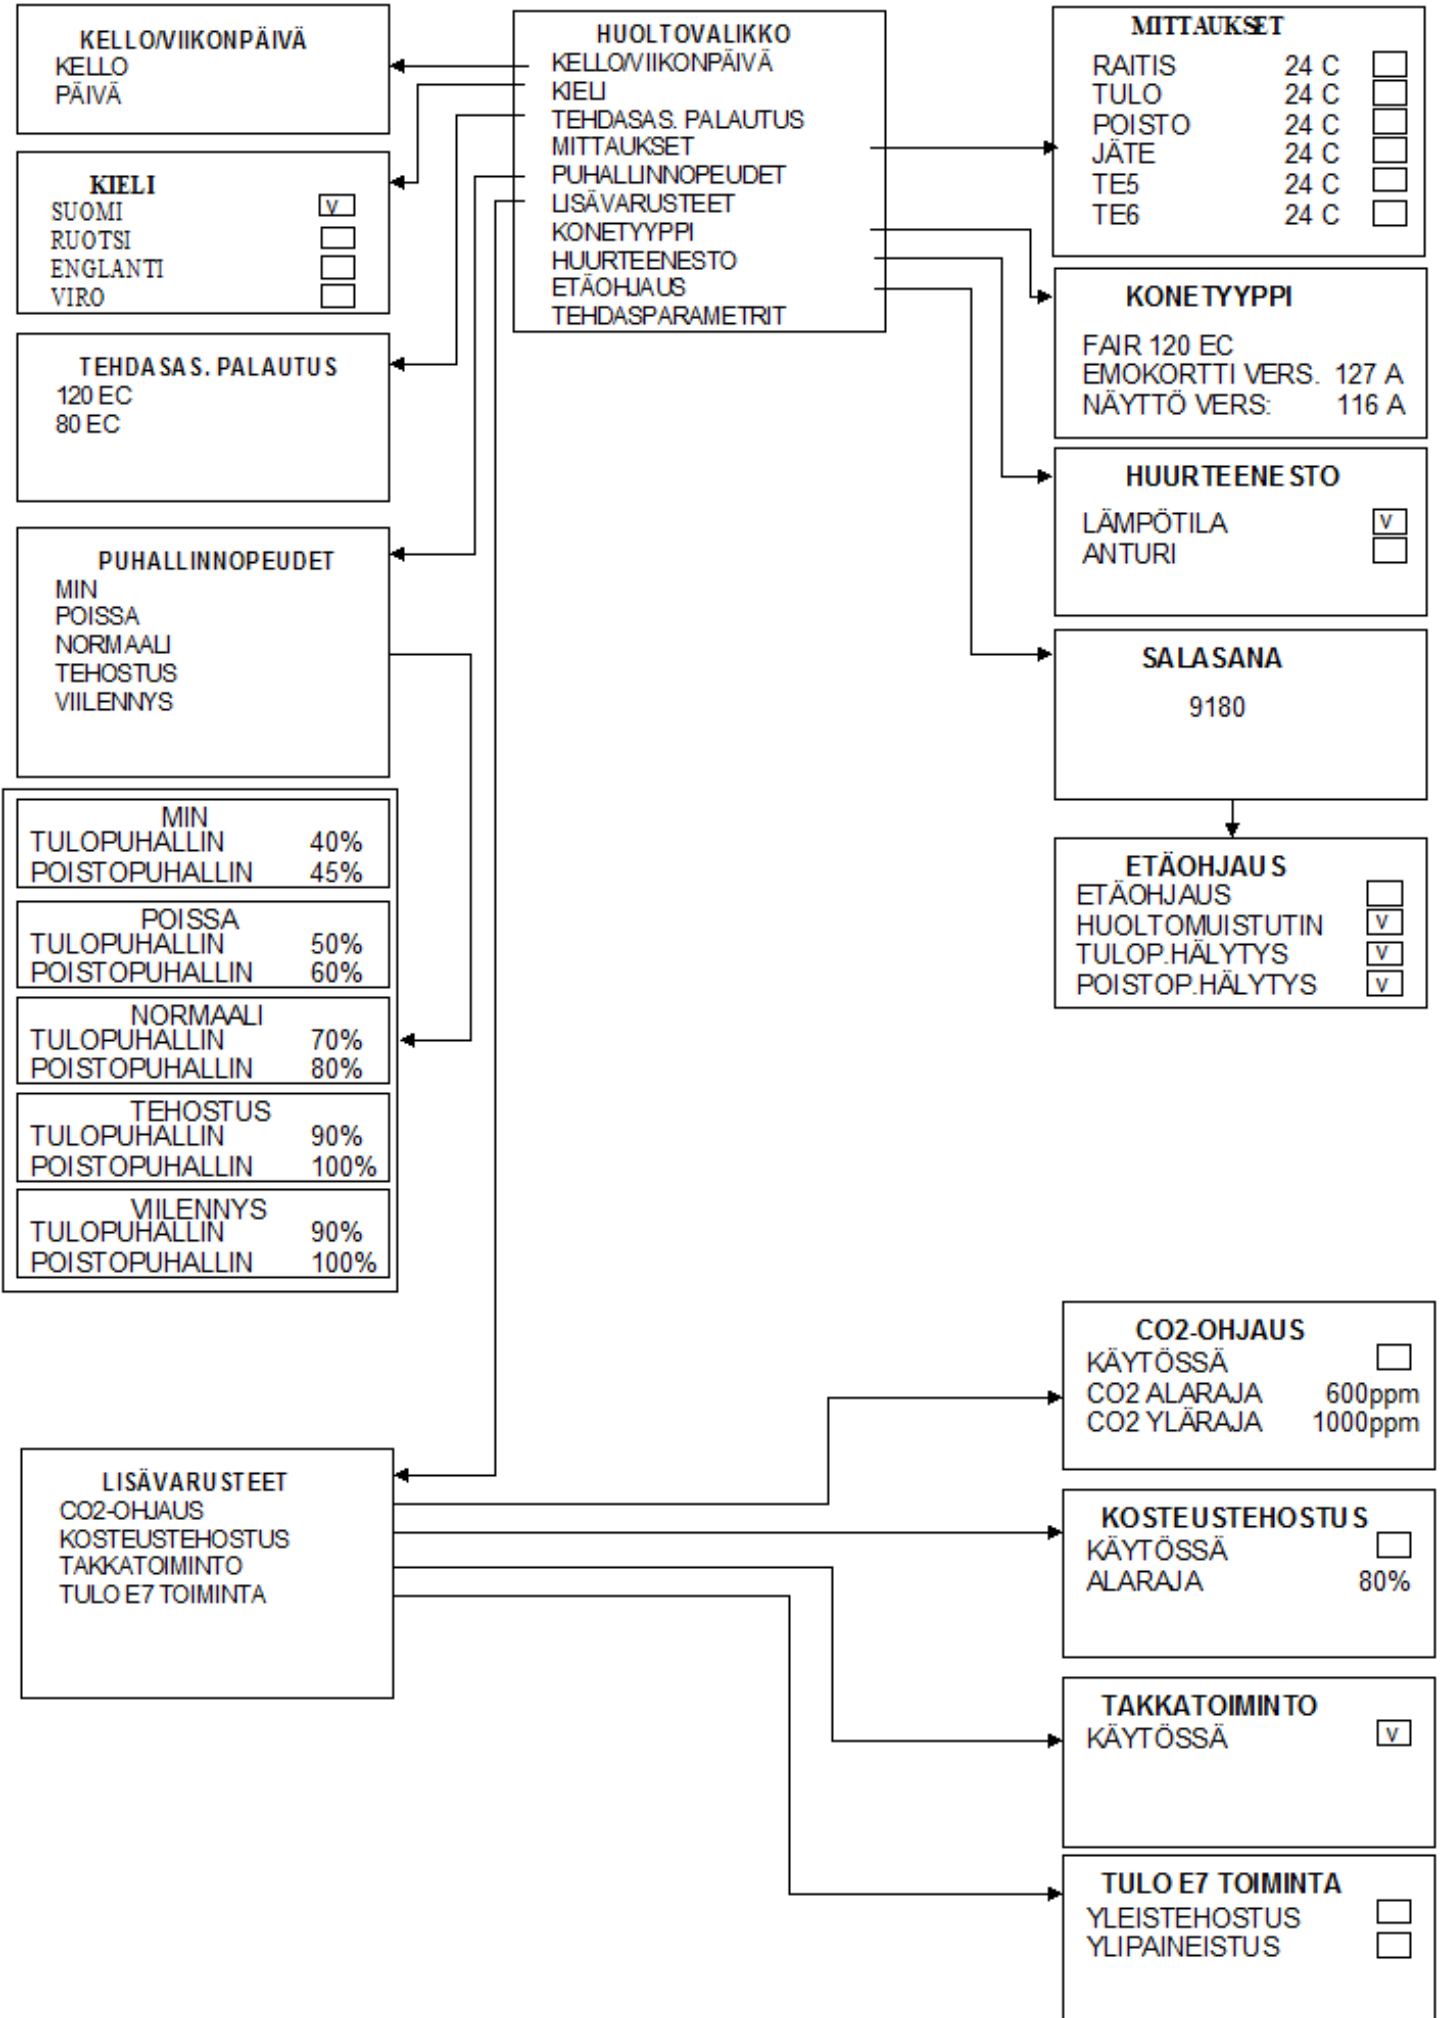 KELLO/VIIKONPÄIVÄ
KELLO
PÄIVÄ
KIELI
SUOMI V
RUOTSI
ENGLANTI
VIRO
TEHDASAS. PALAUTUS
120 EC
80 EC
PUHALLINNOPEUDET
MIN
POISSA
NORMAALI
TEHOSTUS
VIILENNYS
MIN
TULOPUHALLIN 40%
POISTOPUHALLIN 45%
POISSA
TULOPUHALLIN 50%
POISTOPUHALLIN 60%
NORMAALI
TULOPUHALLIN 70%
POISTOPUHALLIN 80%
TEHOSTUS
TULOPUHALLIN 90%
POISTOPUHALLIN 100%
VIILENNYS
TULOPUHALLIN 90%
POISTOPUHALLIN 100%
LISÄVARUSTEET
CO2-OHJAUS
KOSTEUSTEHOSTUS
TAKKATOIMINTO
TULO E7 TOIMINTA
HUOLTOVALIKKO
KELLO/VIIKONPÄIVÄ
KIELI
TEHDASAS. PALAUTUS
MITTAUKSET
PUHALLINNOPEUDET
LISÄVARUSTEET
KONETYYPPI
HUURTEENESTO
ETÄOHJAUS
TEHDASPARAMETRIT
MITTAUKSET
RAITIS 24 C
TULO 24 C
POISTO 24 C
JÄTE 24 C
TE5 24 C
TE6 24 C
KONETYYPPI
FAIR 120 EC
EMOKORTTI VERS. 127 A
NÄYTTÖ VERS: 116 A
HUURTEENESTO
LÄMPÖTILA V
ANTURI
SALASANA
9180
ETÄOHJAUS
ETÄOHJAUS
HUOLTOMUISTUTIN V
TULOP.HÄLYTYS V
POISTOP.HÄLYTYS V
CO2-OHJAUS
KÄYTÖSSÄ
CO2 ALARAJA 600ppm
CO2 YLÄRAJA 1000ppm
KOSTEUSTEHOSTUS
KÄYTÖSSÄ
ALARAJA 80%
TAKKATOIMINTO
KÄYTÖSSÄ V
TULO E7 TOIMINTA
YLEISTEHOSTUS
YLIPAINEISTUS